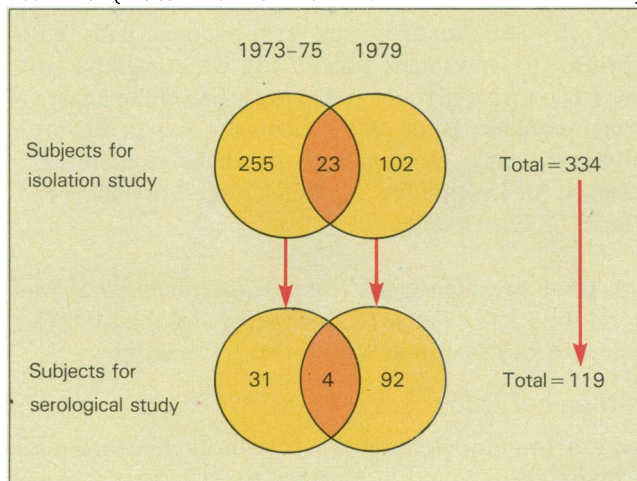 1973–75 1979
Subjects for
isolation study
255 23 102 Total = 334
Subjects for
serological study
31 4 92 Total = 119